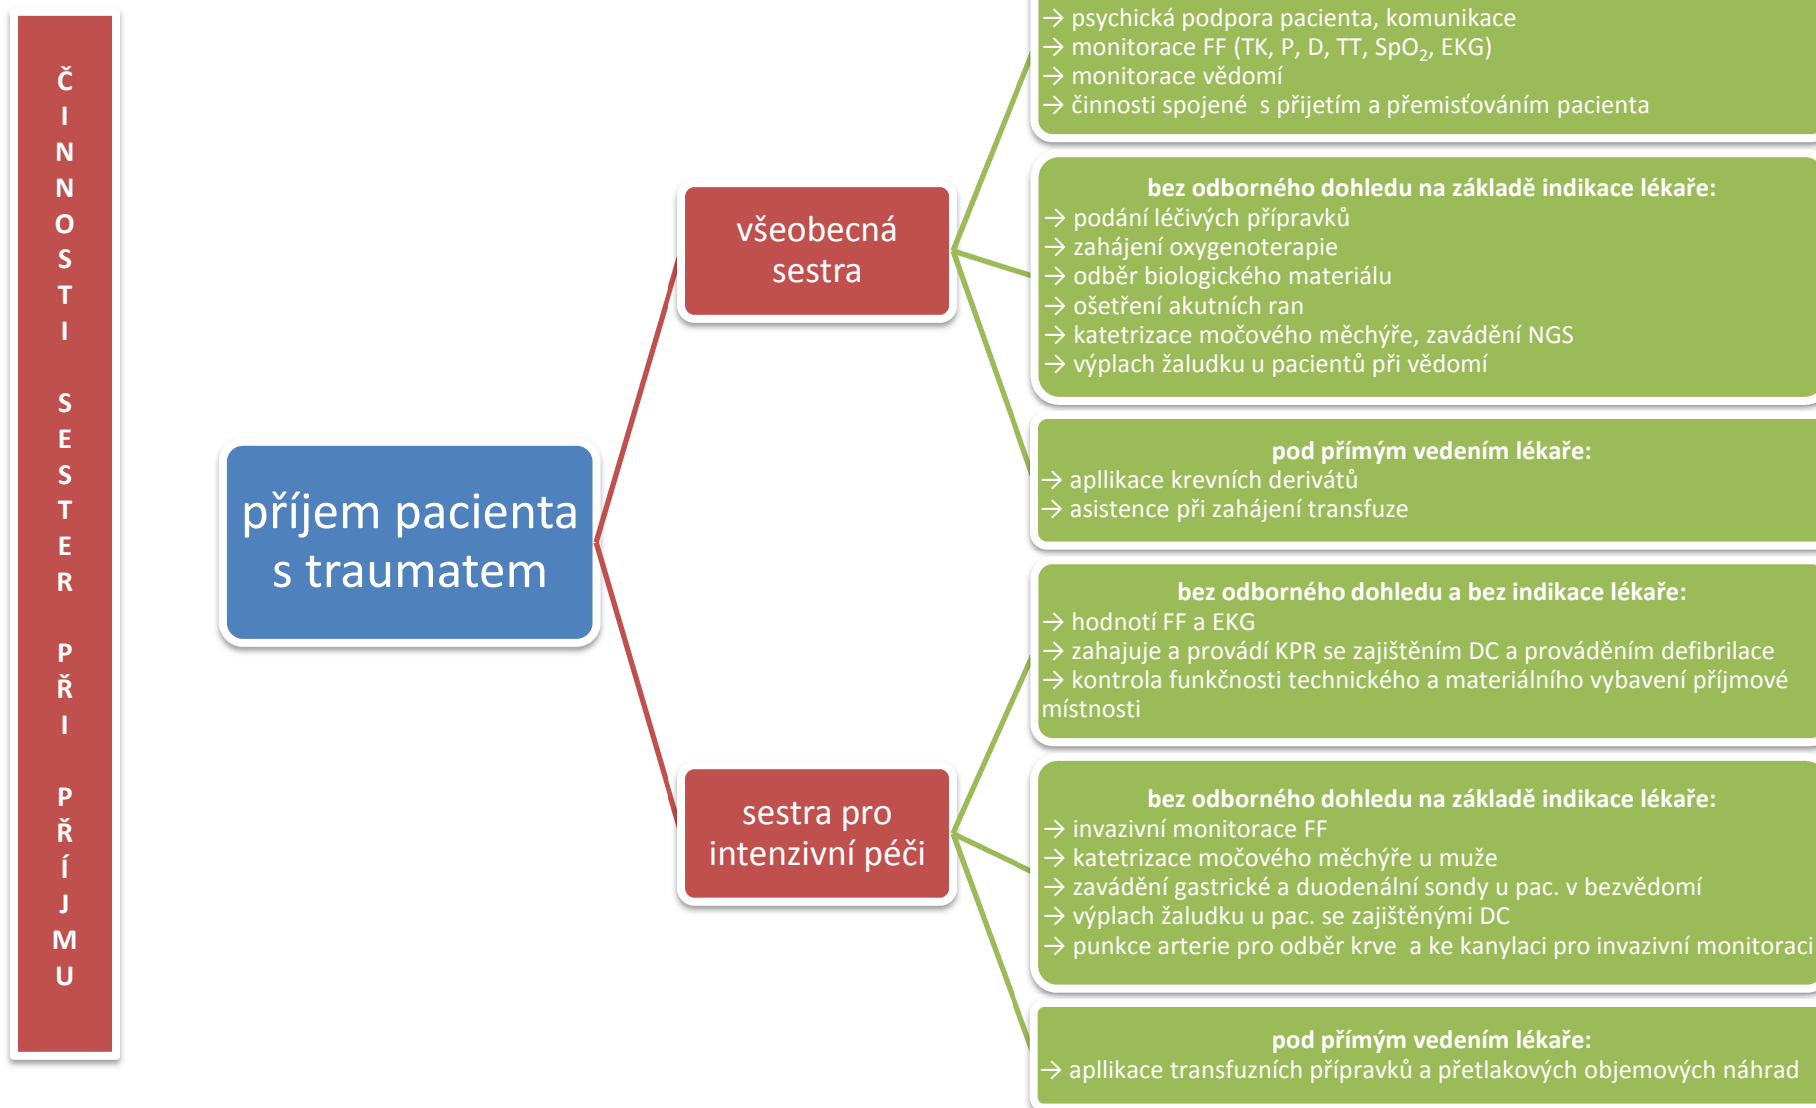 ČINNOSTI SESTER PŘI PŘÍJMU
příjem pacienta
s traumatem
všeobecná
sestra
→ psychická podpora pacienta, komunikace
→ monitorace FF (TK, P, D, TT, SpO₂, EKG)
→ monitorace vědomí
→ činnosti spojené  s přijetím a přemisťováním pacienta
bez odborného dohledu na základě indikace lékaře:
→ podání léčivých přípravků
→ zahájení oxygenoterapie
→ odběr biologického materiálu
→ ošetření akutních ran
→ katetrizace močového měchýře, zavádění NGS
→ výplach žaludku u pacientů při vědomí
pod přímým vedením lékaře:
→ apllikace krevních derivátů
→ asistence při zahájení transfuze
sestra pro
intenzivní péči
bez odborného dohledu a bez indikace lékaře:
→ hodnotí FF a EKG
→ zahajuje a provádí KPR se zajištěním DC a prováděním defibrilace
→ kontrola funkčnosti technického a materiálního vybavení příjmové
místnosti
bez odborného dohledu na základě indikace lékaře:
→ invazivní monitorace FF
→ katetrizace močového měchýře u muže
→ zavádění gastrické a duodenální sondy u pac. v bezvědomí
→ výplach žaludku u pac. se zajištěnými DC
→ punkce arterie pro odběr krve  a ke kanylaci pro invazivní monitoraci
pod přímým vedením lékaře:
→ apllikace transfuzních přípravků a přetlakových objemových náhrad